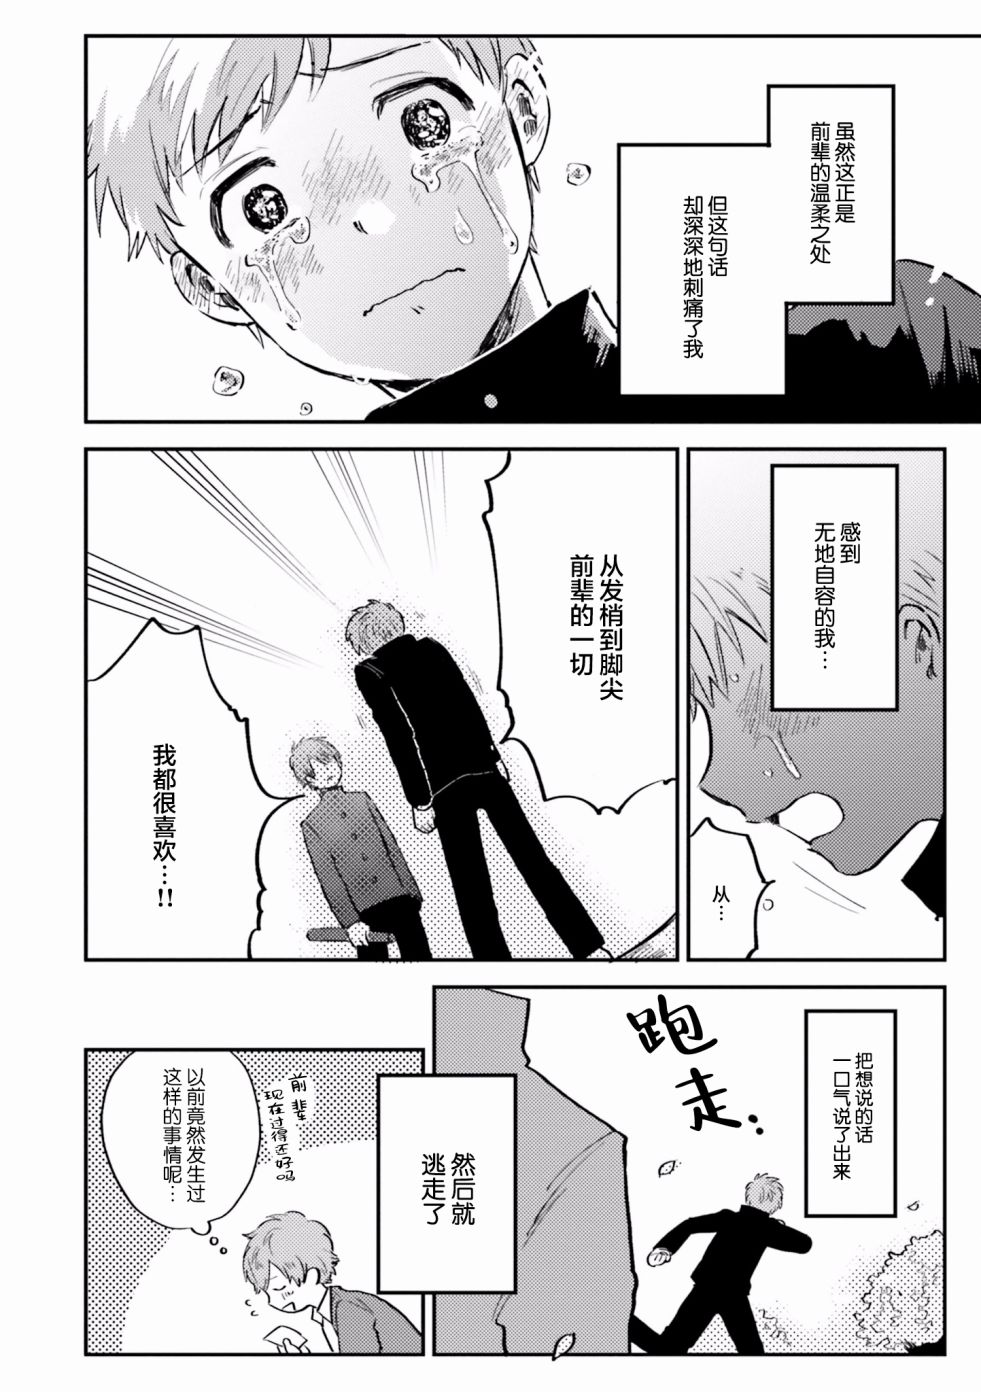 虽然这正是
前辈的温柔之处
但这句话
却深深地刺痛了我
感到
无地自容的我…
从…
从发梢到脚尖
前辈的一切
我都很喜欢…!!
把想说的话
一口气说了出来
跑走
然后就
逃走了
以前竟然发生过
这样的事情呢…
前辈
现在过得还好吗